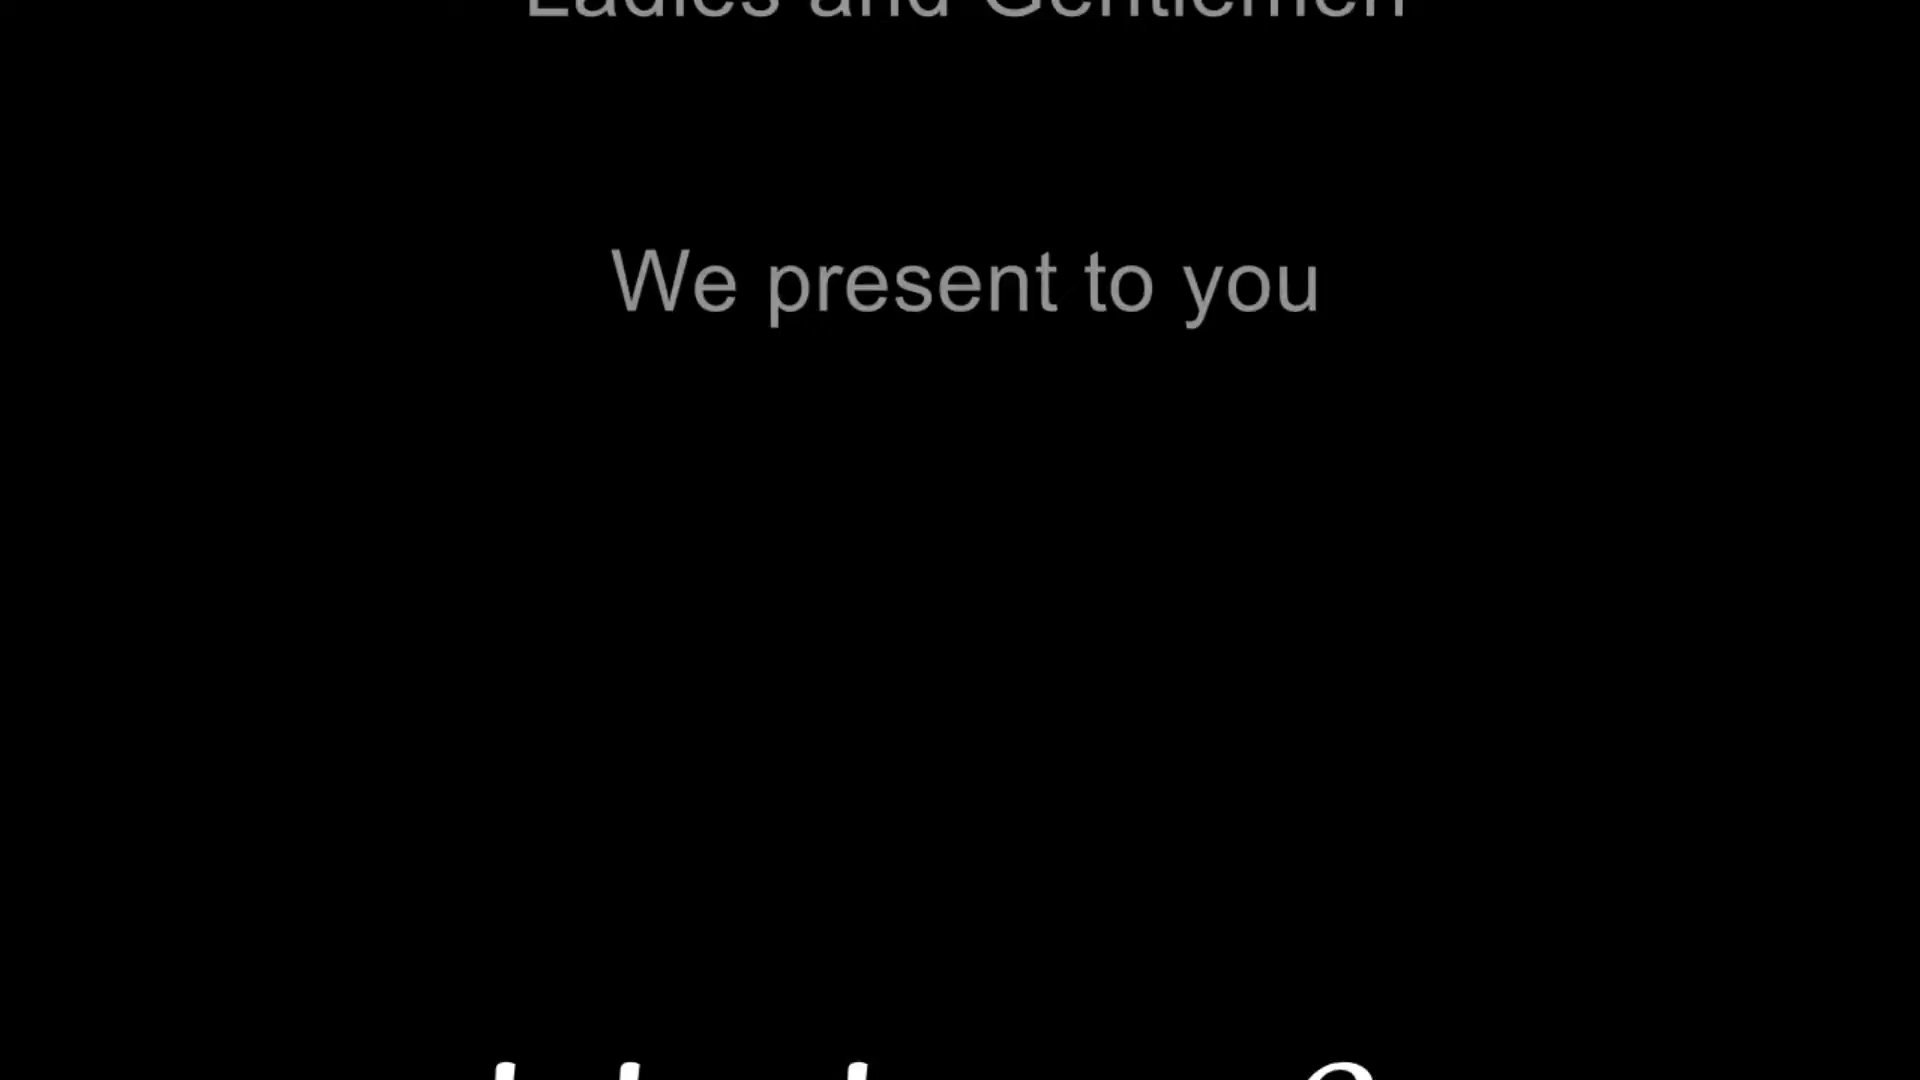 Ladies and Gentlemen
We present to you